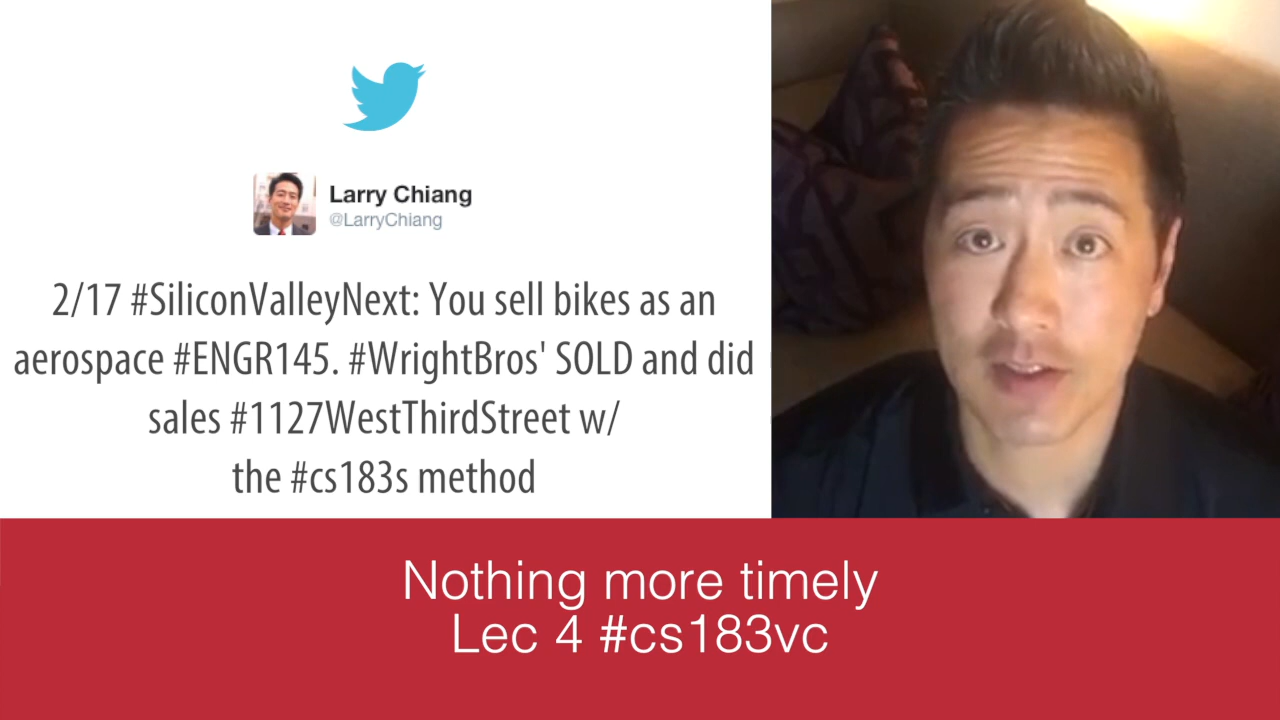 Larry Chiang
@LarryChiang
2/17 #SiliconValleyNext: You sell bikes as an
aerospace #ENGR145. #WrightBros' SOLD and did
sales #1127WestThirdStreet w/
the #cs183s method
Nothing more timely
Lec 4 #cs183vc